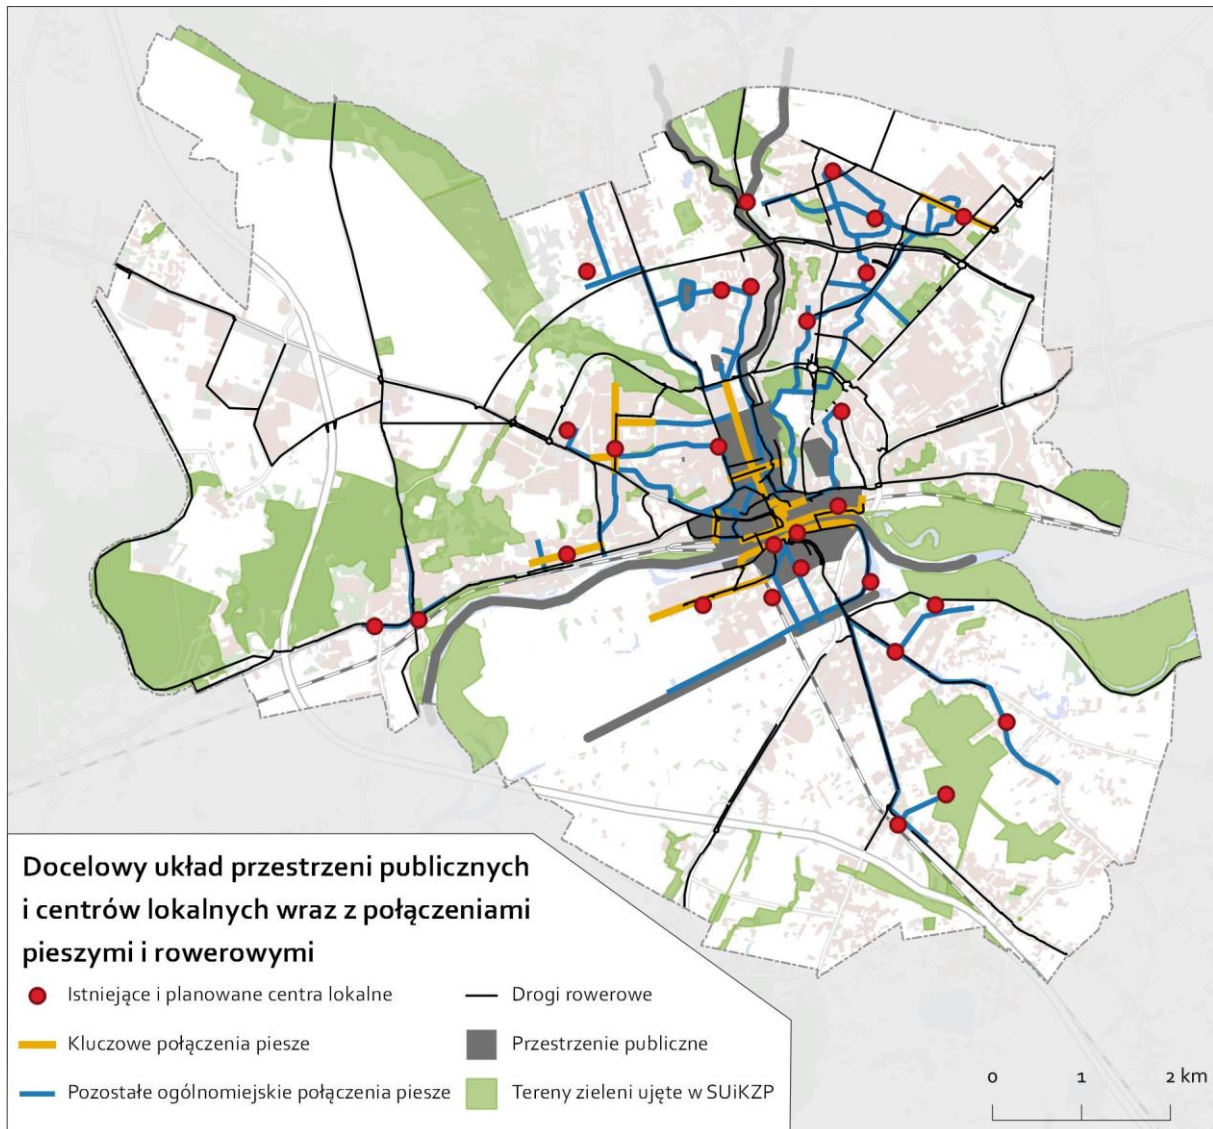 Docelowy układ przestrzeni publicznych
i centrów lokalnych wraz z połączeniami
pieszymi i rowerowymi
Istniejące i planowane centra lokalne
Kluczowe połączenia piesze
Pozostałe ogólnomiejskie połączenia piesze
Drogi rowerowe
Przestrzenie publiczne
Tereny zieleni ujęte w SUiKZP
0 1 2 km